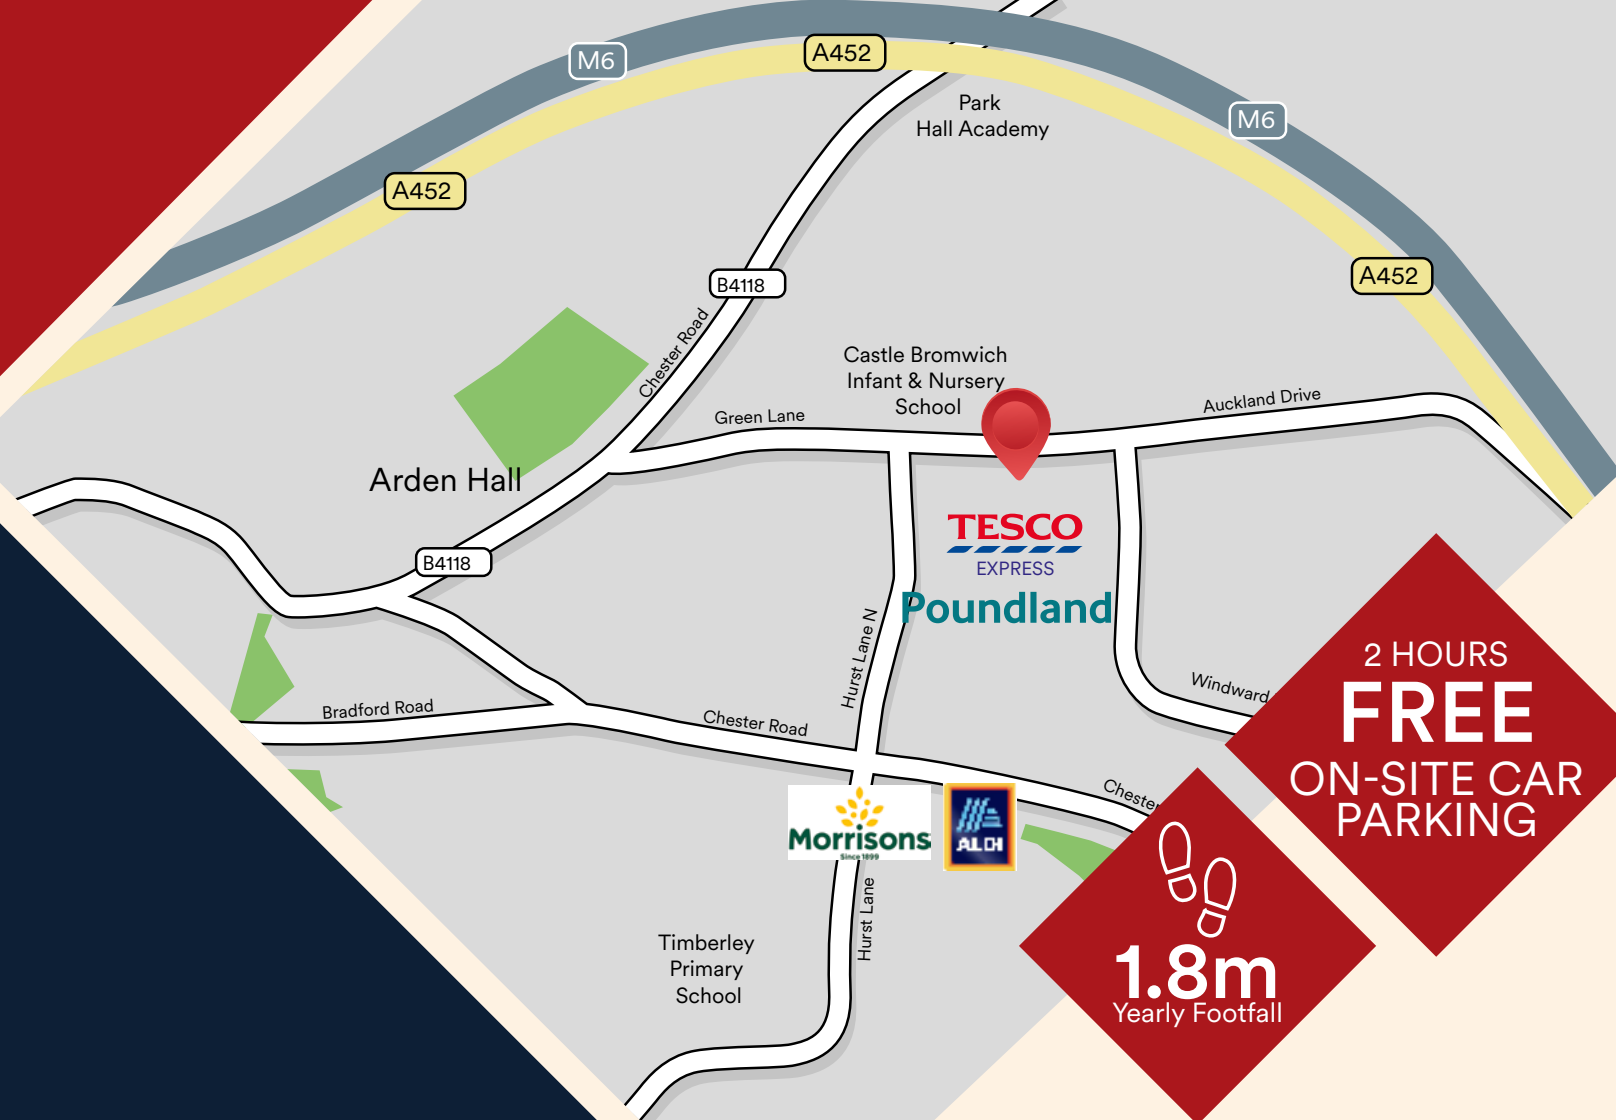 M6
A452
Park
Hall Academy
M6
A452
A452
B4118
Chester Road
Castle Bromwich
Infant & Nursery
School
Green Lane
Auckland Drive
Arden Hall
TESCO
EXPRESS
B4118
Poundland
Hurst Lane N
2 HOURS
FREE
ON-SITE CAR
PARKING
Windward
Bradford Road
Chester Road
Chester
Morrisons
Since 1899
ALDI
Hurst Lane
Timberley
Primary
School
1.8m
Yearly Footfall